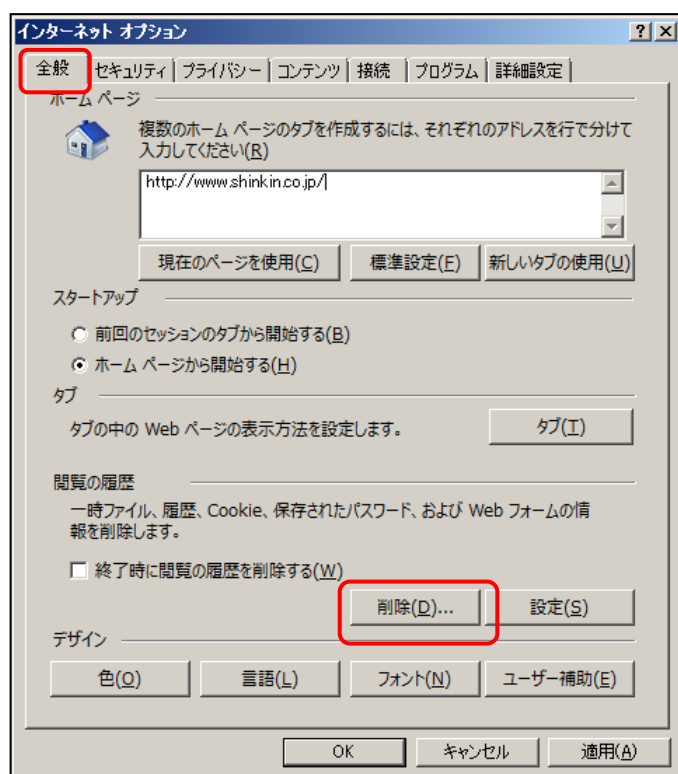 インターネット オプション
全般 セキュリティ プライバシー コンテンツ 接続 プログラム 詳細設定
ホーム ページ
複数のホーム ページのタブを作成するには、それぞれのアドレスを行で分けて
入力してください(R)
http://www.shinkin.co.jp/
現在のページを使用(C) 標準設定(F) 新しいタブの使用(U)
スタートアップ
前回のセッションのタブから開始する(B)
ホーム ページから開始する(H)
タブ
タブの中の Web ページの表示方法を設定します。 タブ(T)
閲覧の履歴
一時ファイル、履歴、Cookie、保存されたパスワード、および Web フォームの情
報を削除します。
終了時に閲覧の履歴を削除する(W)
削除(D)... 設定(S)
デザイン
色(O) 言語(L) フォント(N) ユーザー補助(E)
OK キャンセル 適用(A)